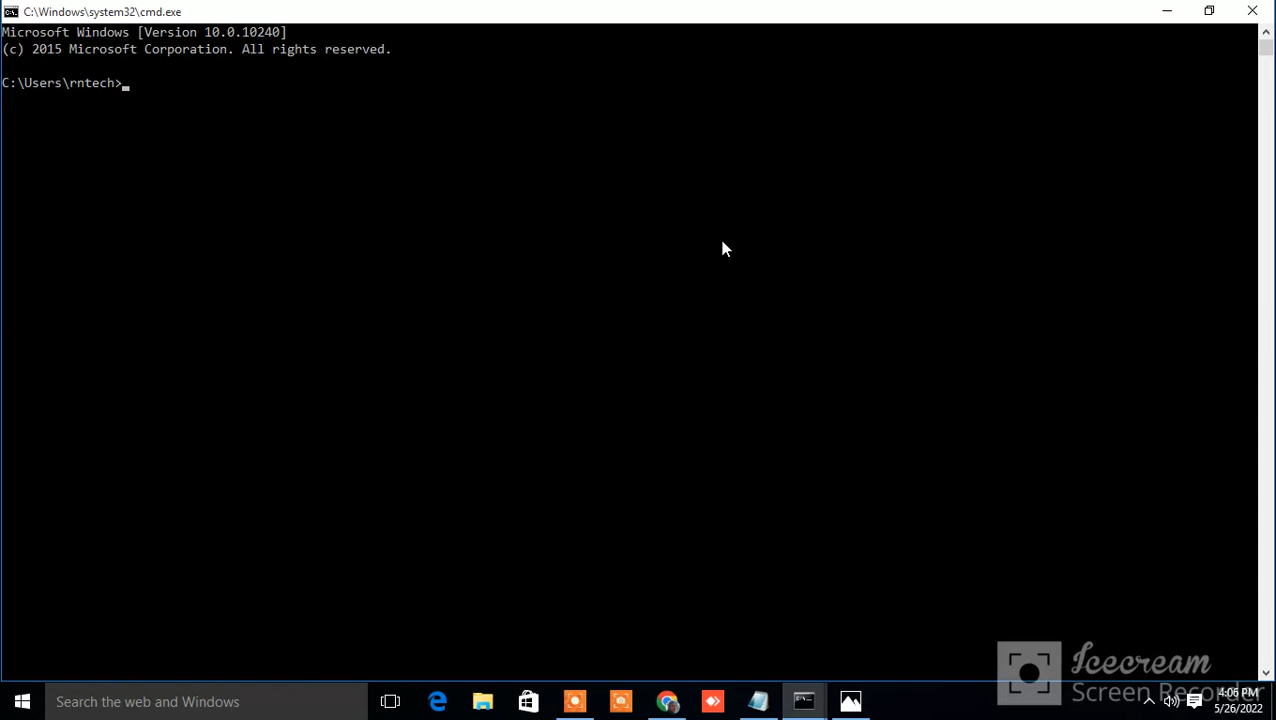 C:\Windows\system32\cmd.exe
Microsoft Windows [Version 10.0.10240]
(c) 2015 Microsoft Corporation. All rights reserved.
C:\Users\rntech>
Icecream
Screen Recorder
Search the web and Windows
4:06 PM
5/26/2022